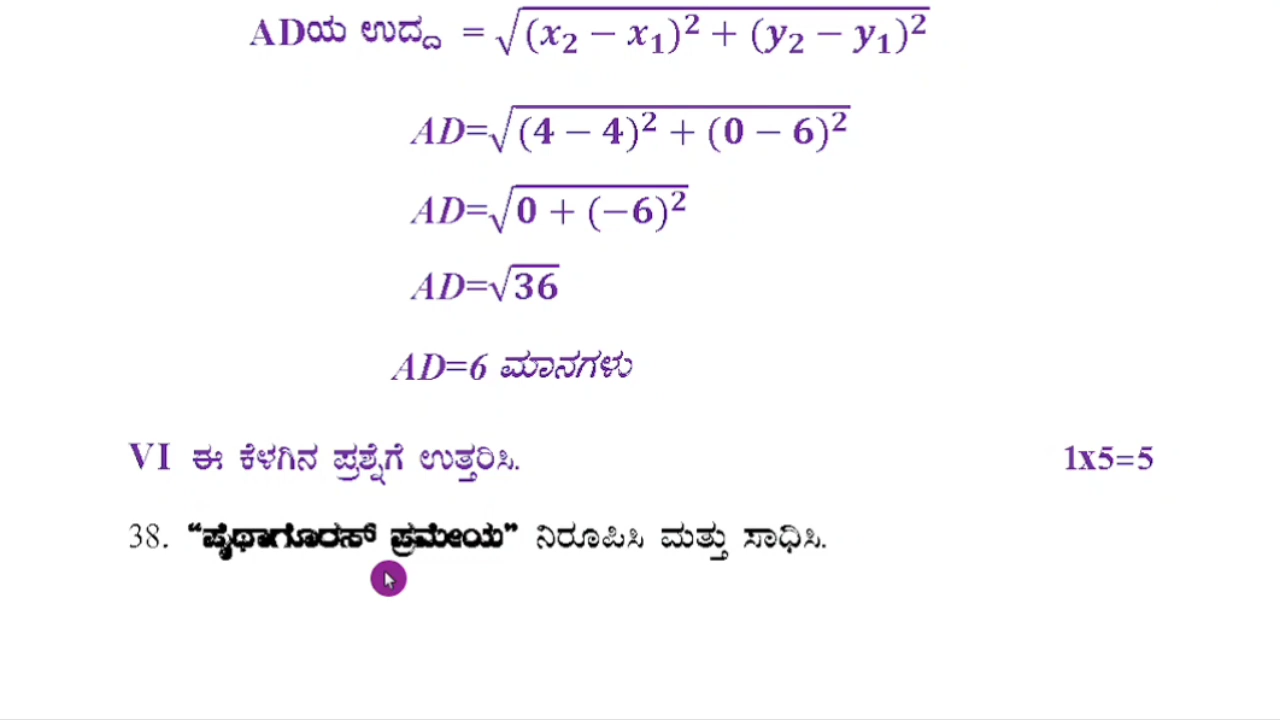 ADಯ ಉದ್ದ = √(x₂ − x₁)² + (y₂ − y₁)²
AD=√(4 − 4)² + (0 − 6)²
AD=√0 + (−6)²
AD=√36
AD=6 ಮಾನಗಳು
VI ಈ ಕೆಳಗಿನ ಪ್ರಶ್ನೆಗೆ ಉತ್ತರಿಸಿ. 1x5=5
38. “ಪೈಥಾಗೊರಸ್ ಪ್ರಮೇಯ” ನಿರೂಪಿಸಿ ಮತ್ತು ಸಾಧಿಸಿ.